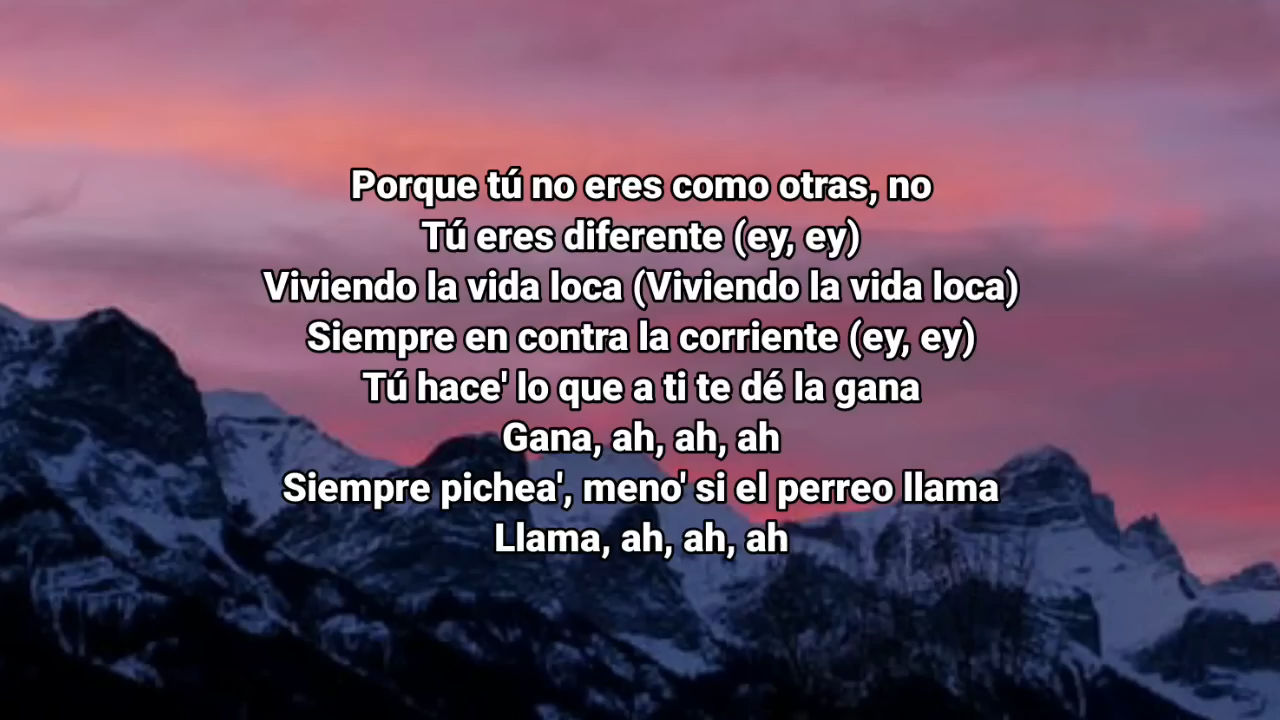 Porque tú no eres como otras, no
Tú eres diferente (ey, ey)
Viviendo la vida loca (Viviendo la vida loca)
Siempre en contra la corriente (ey, ey)
Tú hace' lo que a ti te dé la gana
Gana, ah, ah, ah
Siempre pichea', meno' si el perreo llama
Llama, ah, ah, ah